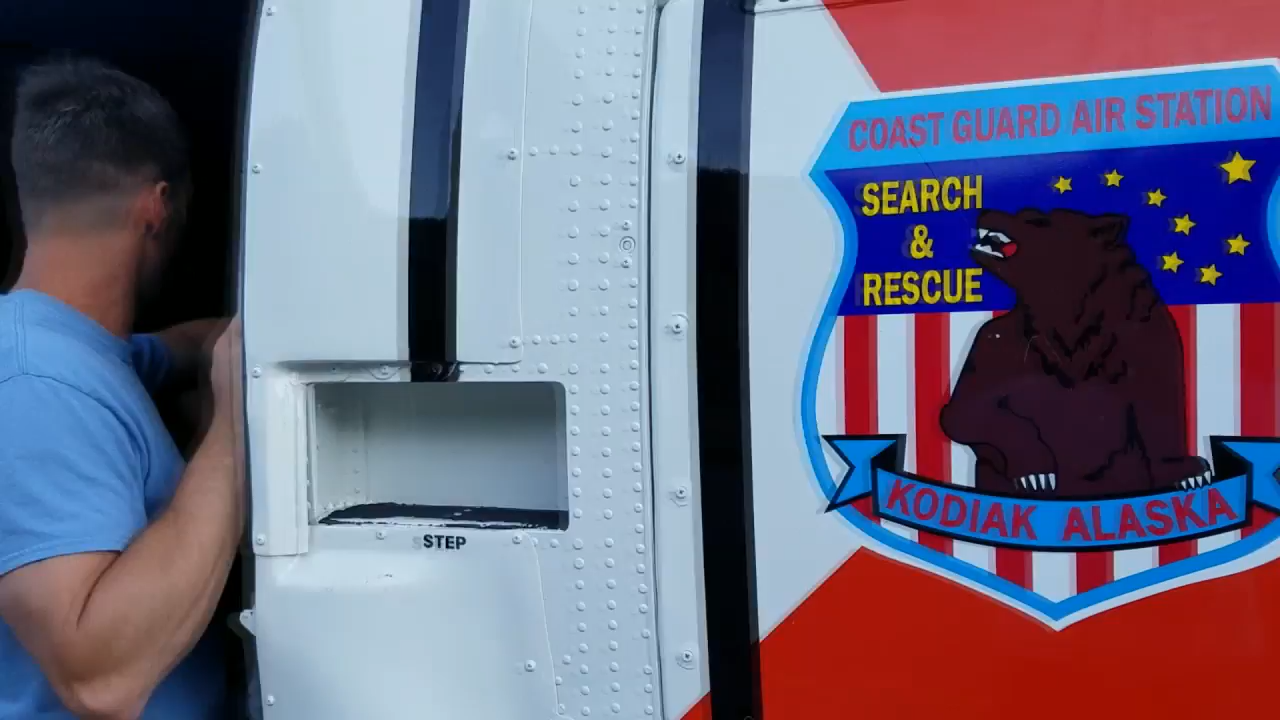 COAST GUARD AIR STATION
SEARCH
&
RESCUE
KODIAK ALASKA
STEP